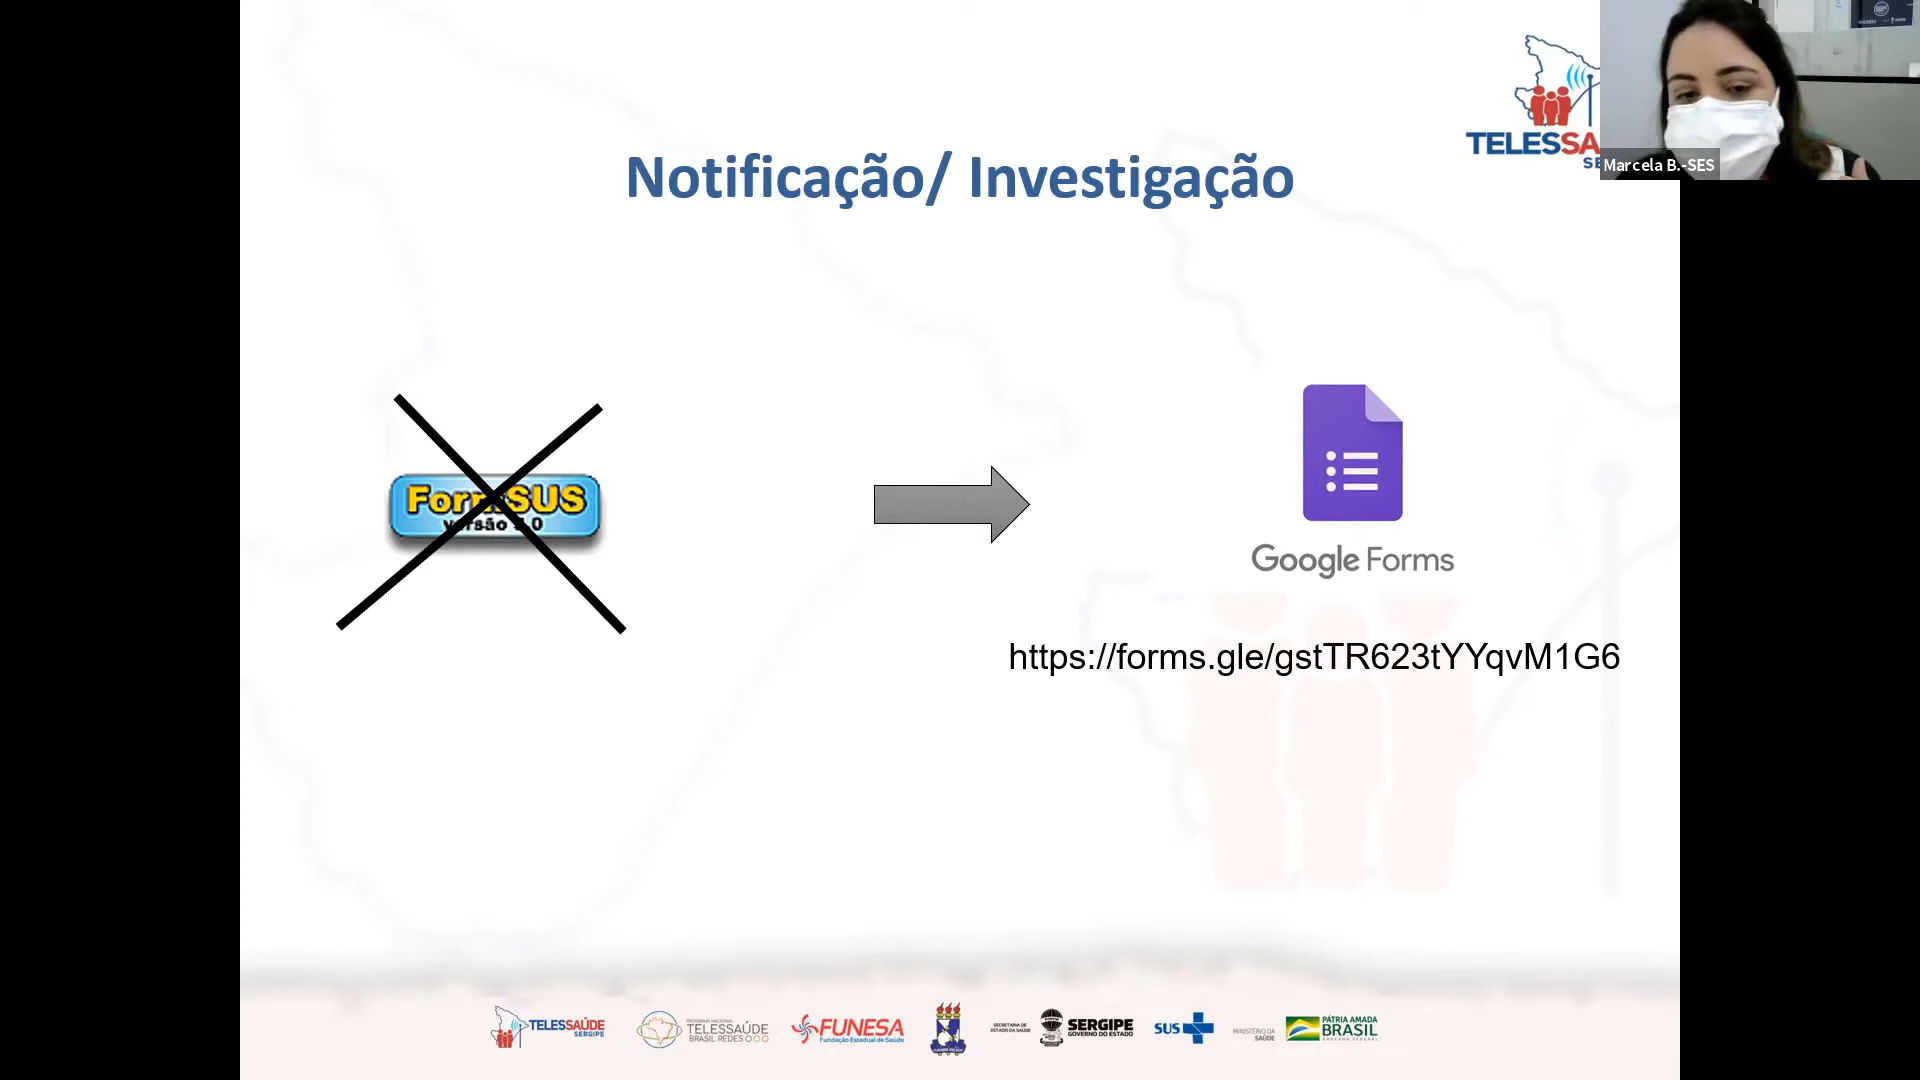 TELESSA
SE
Marcela B.-SES
Notificação/ Investigação
FormSUS
versão 3.0
Google Forms
https://forms.gle/gstTR623tYYqvM1G6
TELESSAÚDE
SERGIPE
PROGRAMA NACIONAL
TELESSAÚDE
BRASIL REDES
FUNESA
Fundação Estadual de Saúde
SECRETARIA DE
ESTADO DA SAÚDE
SERGIPE
GOVERNO DO ESTADO
SUS
MINISTÉRIO DA
SAÚDE
PÁTRIA AMADA
BRASIL
GOVERNO FEDERAL